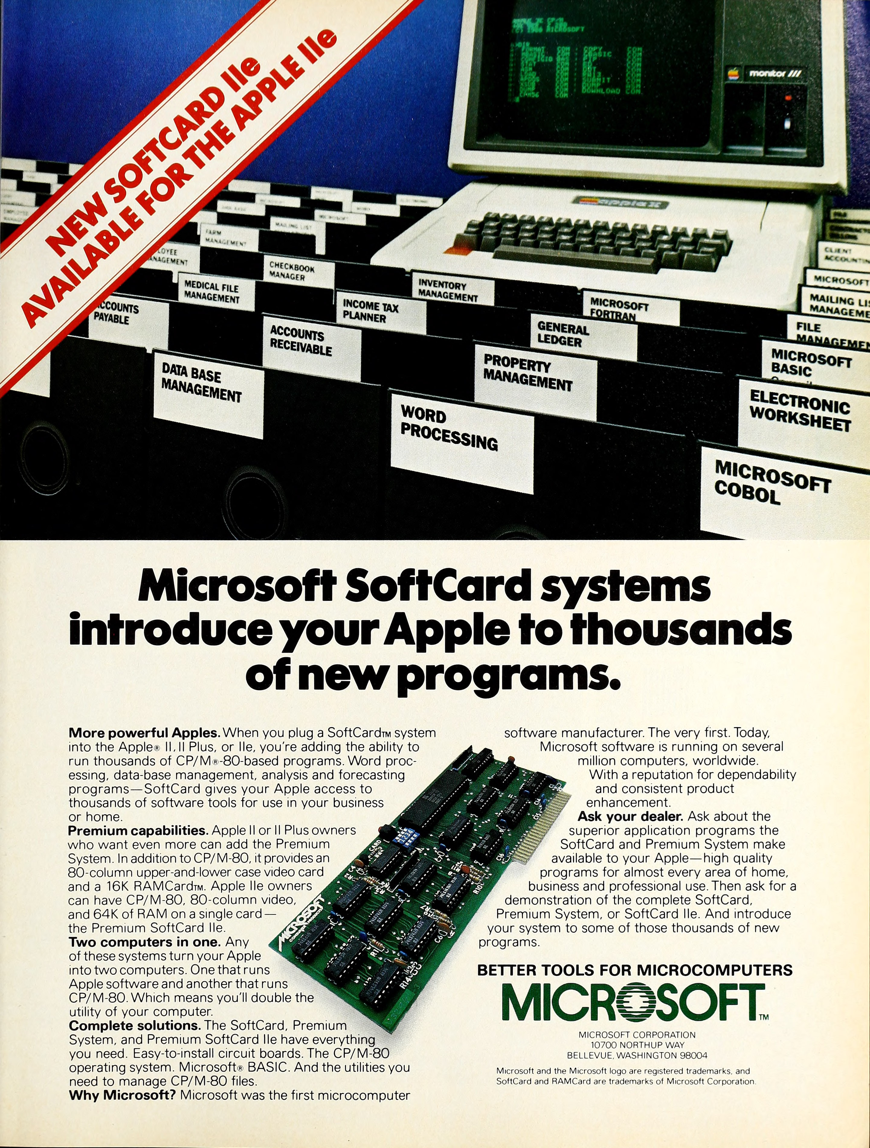 NEW SOFTCARD IIe
AVAILABLE FOR THE APPLE IIe
monitor ///
apple
FARM
MANAGEMENT
MAILING LIST
CHECKBOOK
MANAGER
MEDICAL FILE
MANAGEMENT
INVENTORY
MANAGEMENT
INCOME TAX
PLANNER
MICROSOFT
FORTRAN
CLIENT
MICROSOFT
MAILING
FILE
PAYABLE
ACCOUNTS
RECEIVABLE
GENERAL
LEDGER
MICROSOFT
BASIC
DATA BASE
MANAGEMENT
PROPERTY
MANAGEMENT
ELECTRONIC
WORKSHEET
WORD
PROCESSING
MICROSOFT
COBOL
Microsoft SoftCard systems
introduce your Apple to thousands
of new programs.
More powerful Apples. When you plug a SoftCard™ system
into the Apple® II, II Plus, or IIe, you're adding the ability to
run thousands of CP/M®-80-based programs. Word proc-
essing, data-base management, analysis and forecasting
programs—SoftCard gives your Apple access to
thousands of software tools for use in your business
or home.
Premium capabilities. Apple II or II Plus owners
who want even more can add the Premium
System. In addition to CP/M-80, it provides an
80-column upper-and-lower case video card
and a 16K RAMCard™. Apple IIe owners
can have CP/M-80, 80-column video,
and 64K of RAM on a single card—
the Premium SoftCard IIe.
Two computers in one. Any
of these systems turn your Apple
into two computers. One that runs
Apple software and another that runs
CP/M-80. Which means you'll double the
utility of your computer.
Complete solutions. The SoftCard, Premium
System, and Premium SoftCard IIe have everything
you need. Easy-to-install circuit boards. The CP/M-80
operating system. Microsoft® BASIC. And the utilities you
need to manage CP/M-80 files.
Why Microsoft? Microsoft was the first microcomputer
software manufacturer. The very first. Today,
Microsoft software is running on several
million computers, worldwide.
With a reputation for dependability
and consistent product
enhancement.
Ask your dealer. Ask about the
superior application programs the
SoftCard and Premium System make
available to your Apple—high quality
programs for almost every area of home,
business and professional use. Then ask for a
demonstration of the complete SoftCard,
Premium System, or SoftCard IIe. And introduce
your system to some of those thousands of new
programs.
MICROSOFT
BETTER TOOLS FOR MICROCOMPUTERS
MICROSOFT™
MICROSOFT CORPORATION
10700 NORTHUP WAY
BELLEVUE, WASHINGTON 98004
Microsoft and the Microsoft logo are registered trademarks, and
SoftCard and RAMCard are trademarks of Microsoft Corporation.